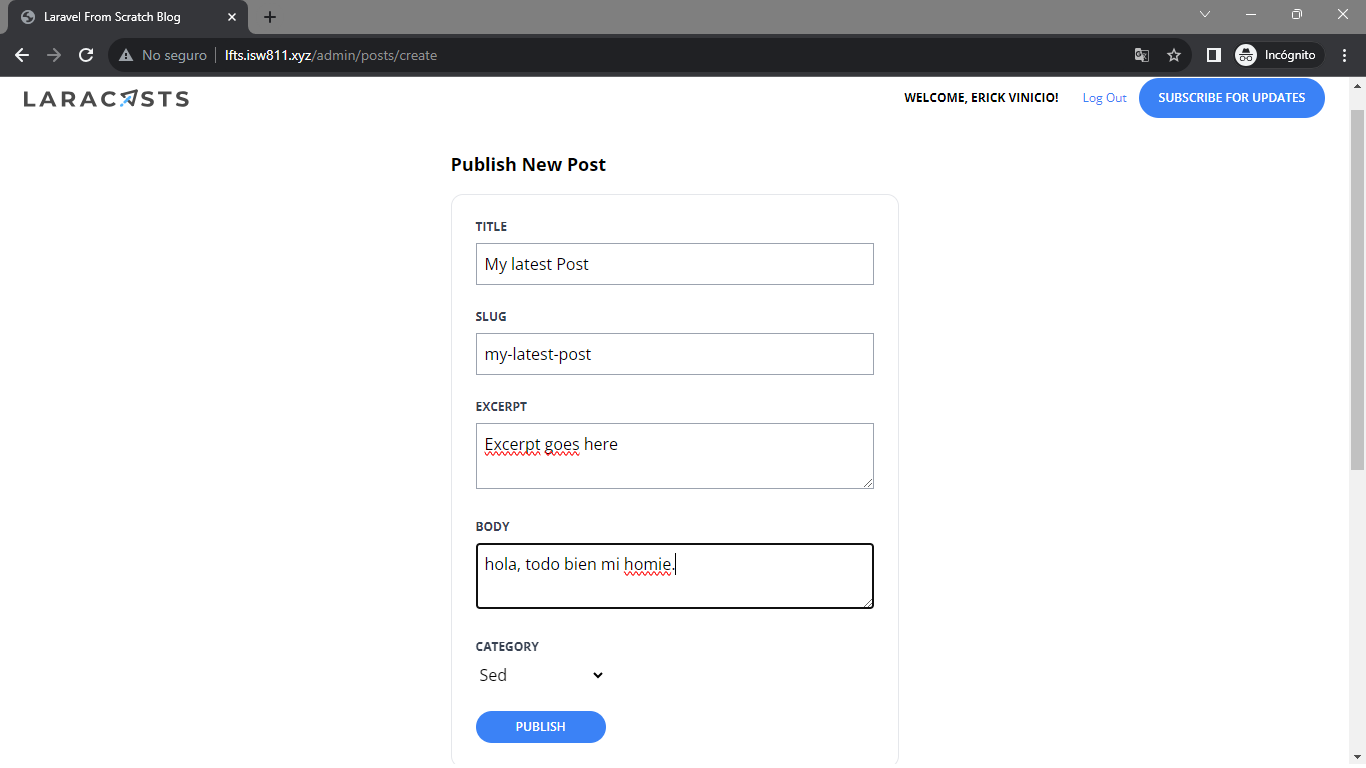 Laravel From Scratch Blog
No seguro
lfts.isw811.xyz/admin/posts/create
Incógnito
LARACASTS
WELCOME, ERICK VINICIO!
Log Out
SUBSCRIBE FOR UPDATES
Publish New Post
TITLE
My latest Post
SLUG
my-latest-post
EXCERPT
Excerpt goes here
BODY
hola, todo bien mi homie.
CATEGORY
Sed
PUBLISH